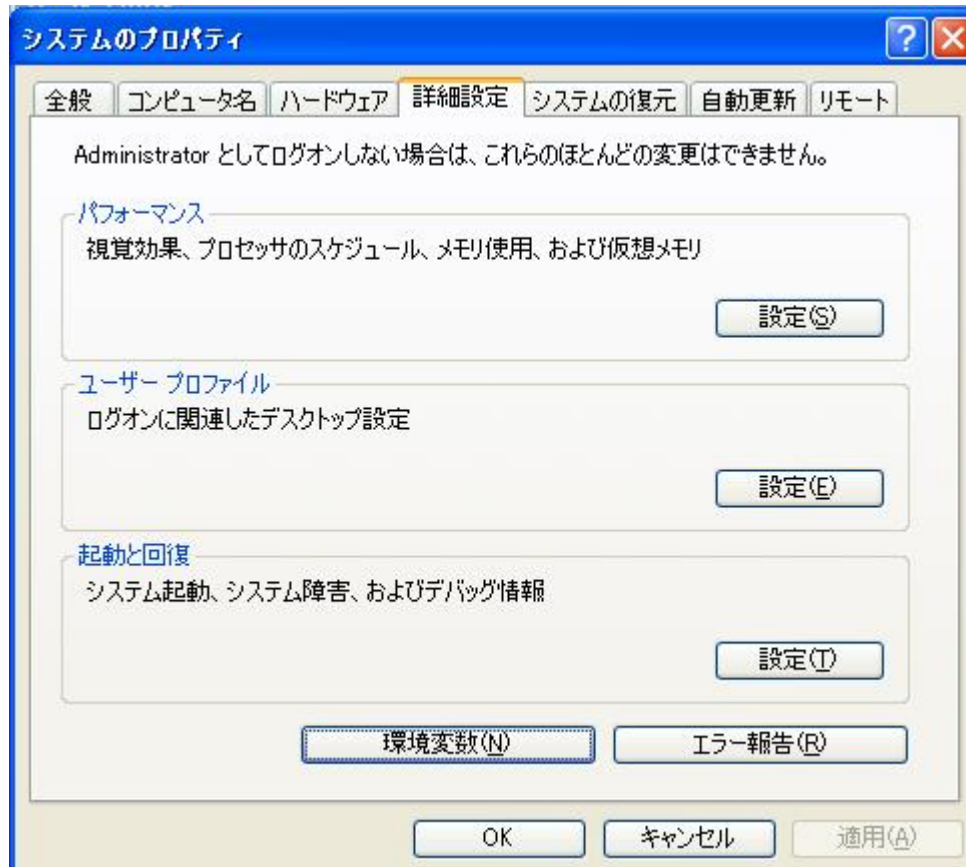 システムのプロパティ
全般 コンピュータ名 ハードウェア 詳細設定 システムの復元 自動更新 リモート
Administrator としてログオンしない場合は、これらのほとんどの変更はできません。
パフォーマンス
視覚効果、プロセッサのスケジュール、メモリ使用、および仮想メモリ
設定(S)
ユーザー プロファイル
ログオンに関連したデスクトップ設定
設定(E)
起動と回復
システム起動、システム障害、およびデバッグ情報
設定(T)
環境変数(N) エラー報告(R)
OK キャンセル 適用(A)